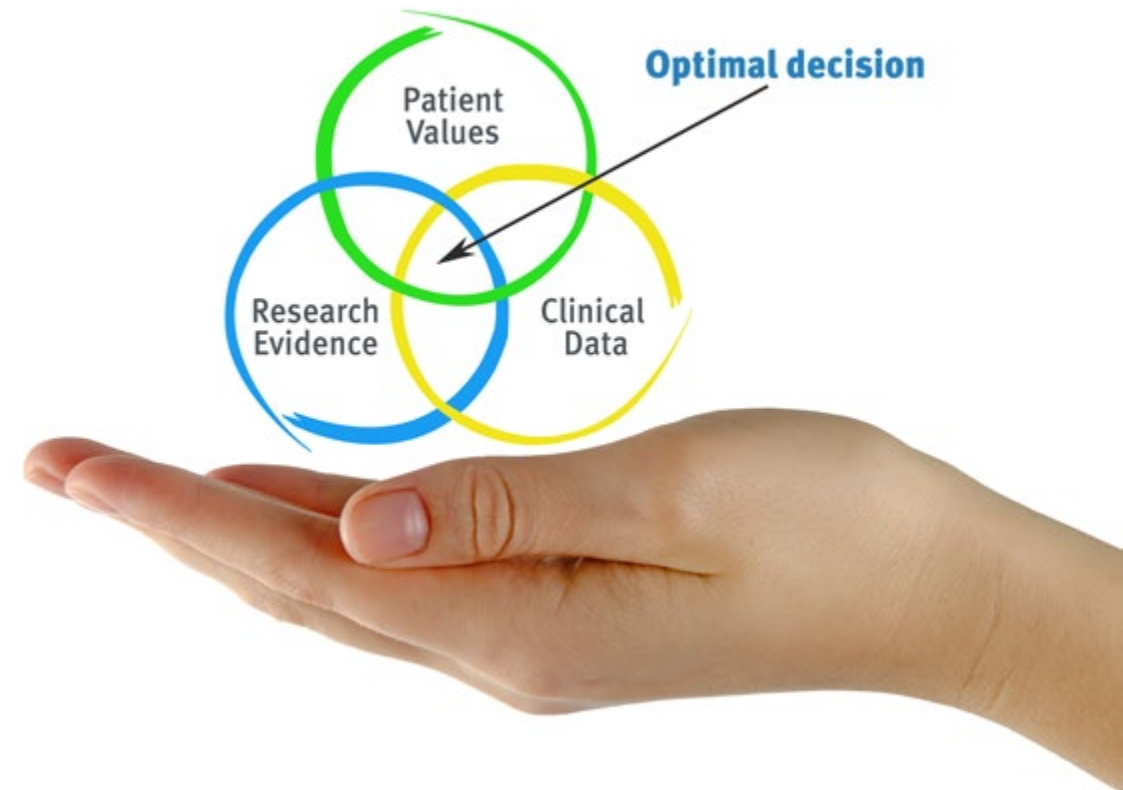 Optimal decision
Patient
Values
Research
Evidence
Clinical
Data